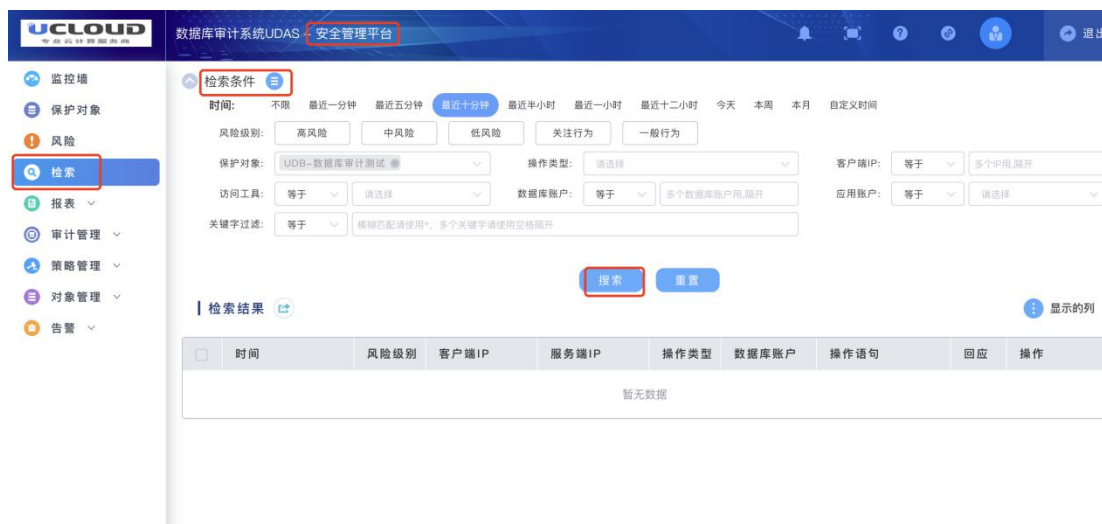 UCLOUD
专业云计算服务商
数据库审计系统UDAS - 安全管理平台
退出
监控墙
保护对象
风险
检索
报表
审计管理
策略管理
对象管理
告警
检索条件
时间: 不限 最近一分钟 最近五分钟 最近十分钟 最近半小时 最近一小时 最近十二小时 今天 本周 本月 自定义时间
风险级别: 高风险 中风险 低风险 关注行为 一般行为
保护对象: UDB-数据库审计测试 操作类型: 请选择 客户端IP: 等于 多个IP用,隔开
访问工具: 等于 请选择 数据库账户: 等于 多个数据库账户用,隔开 应用账户: 等于 请选择
关键字过滤: 等于 模糊匹配请使用*、多个关键字请使用空格隔开
搜索 重置
检索结果 显示的列
时间 风险级别 客户端IP 服务端IP 操作类型 数据库账户 操作语句 回应 操作
暂无数据